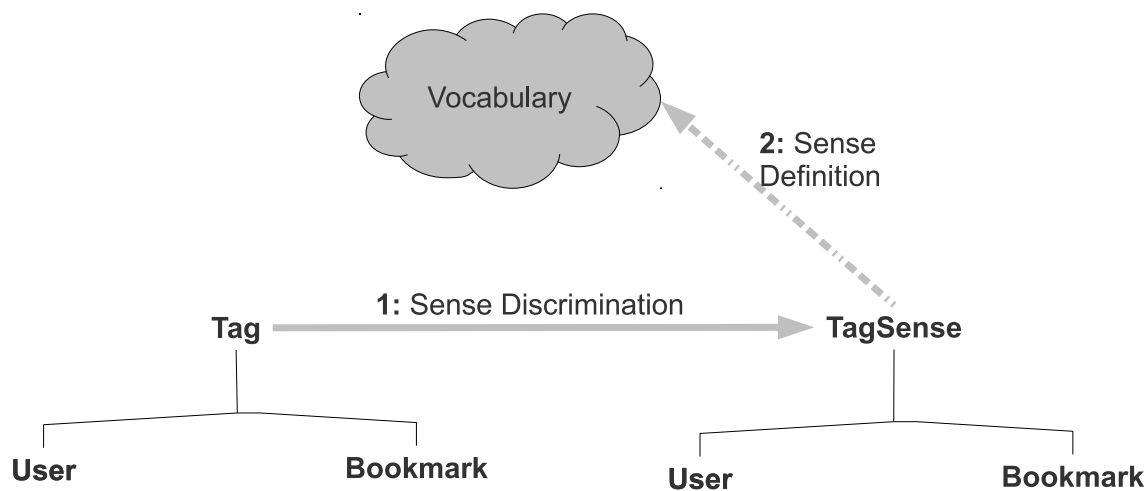 Vocabulary
2: Sense
Definition
1: Sense Discrimination
Tag
TagSense
User
Bookmark
User
Bookmark